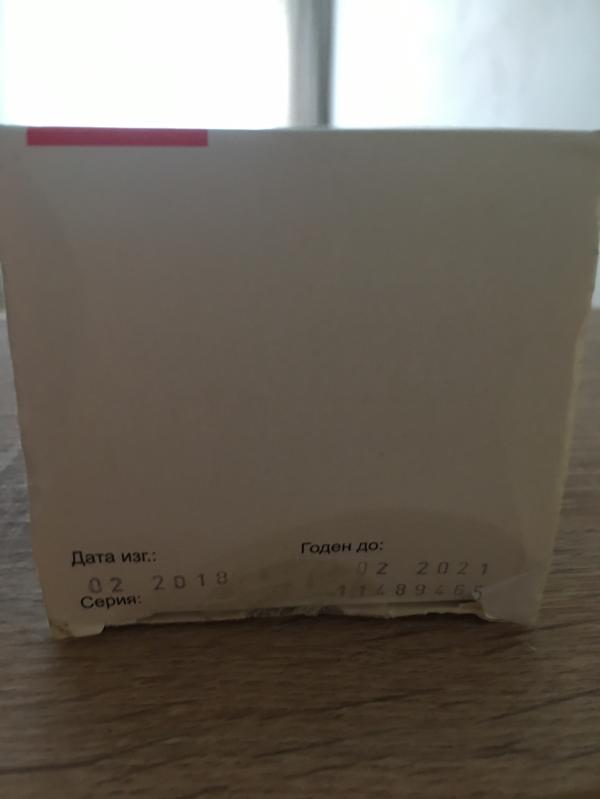 Дата изг.:
Годен до:
02 2018
02 2021
Серия:
11489465